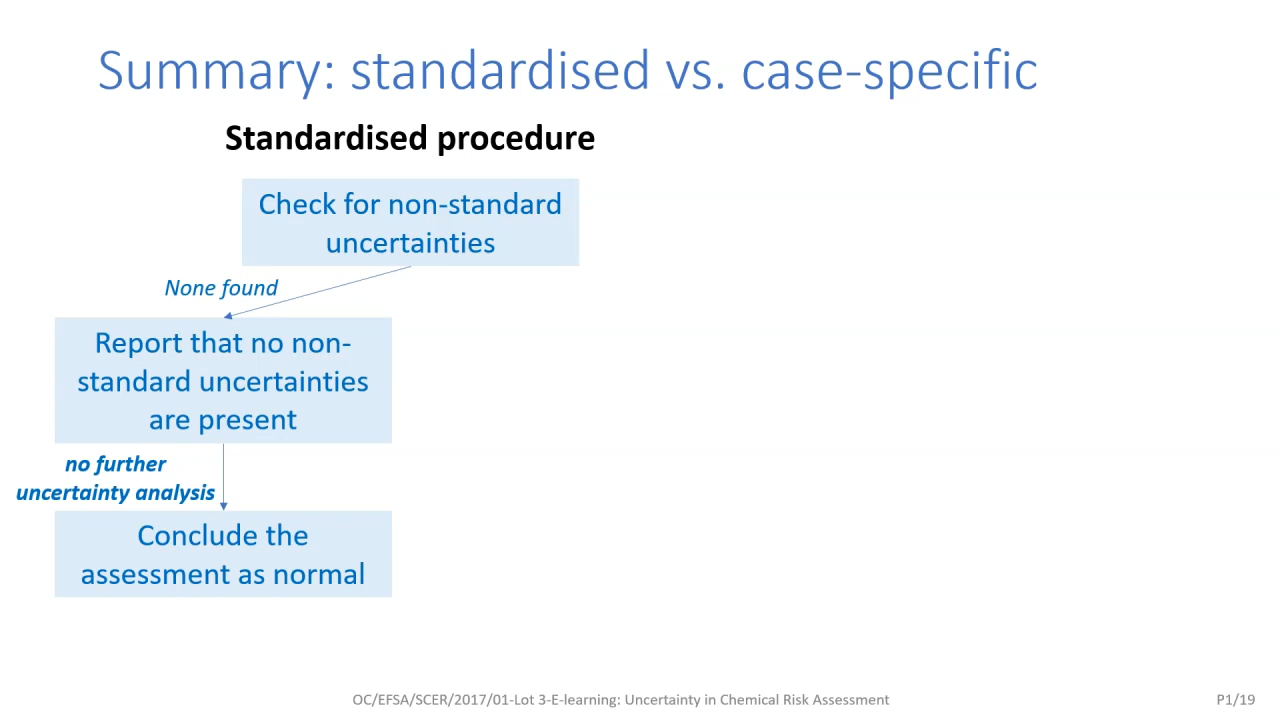 Summary: standardised vs. case-specific
Standardised procedure
Check for non-standard
uncertainties
None found
Report that no non-
standard uncertainties
are present
no further
uncertainty analysis
Conclude the
assessment as normal
OC/EFSA/SCER/2017/01-Lot 3-E-learning: Uncertainty in Chemical Risk Assessment
P1/19